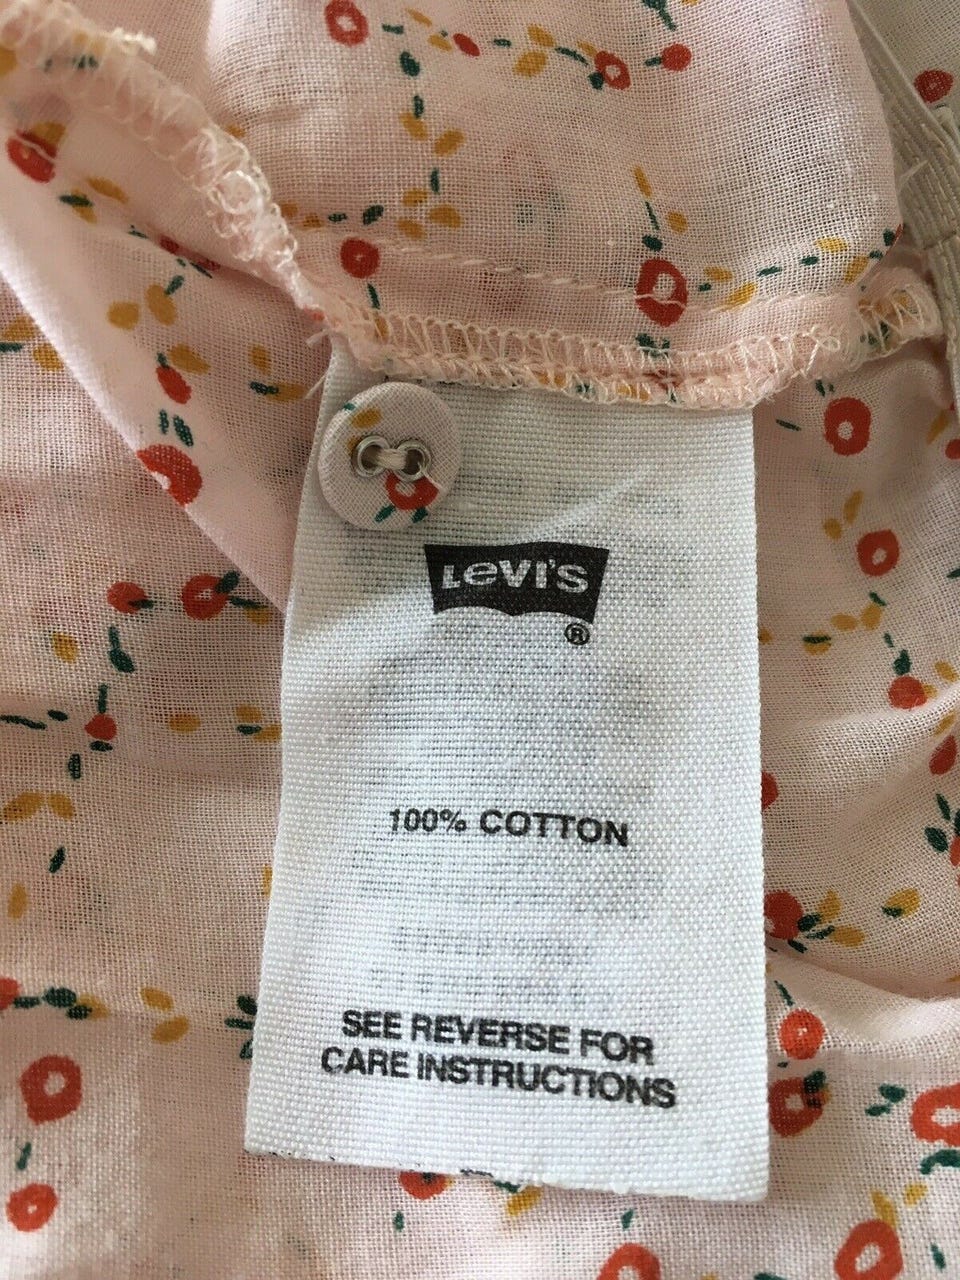 Levi's
®
100% COTTON
SEE REVERSE FOR
CARE INSTRUCTIONS